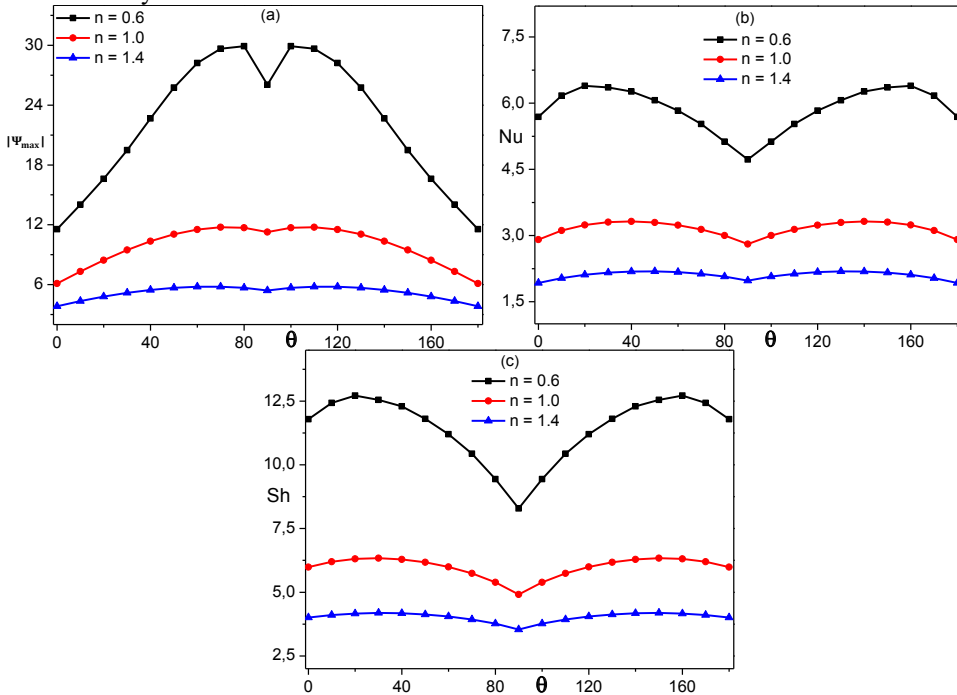 y
(a)
n = 0.6
n = 1.0
n = 1.4
30
24
18
12
6
|Ψmax|
0 40 80 θ 120 160
(b)
n = 0.6
n = 1.0
n = 1.4
7,5
6,0
Nu
4,5
3,0
1,5
0 40 80 θ 120 160
(c)
n = 0.6
n = 1.0
n = 1.4
12,5
10,0
Sh
7,5
5,0
2,5
0 40 80 θ 120 160